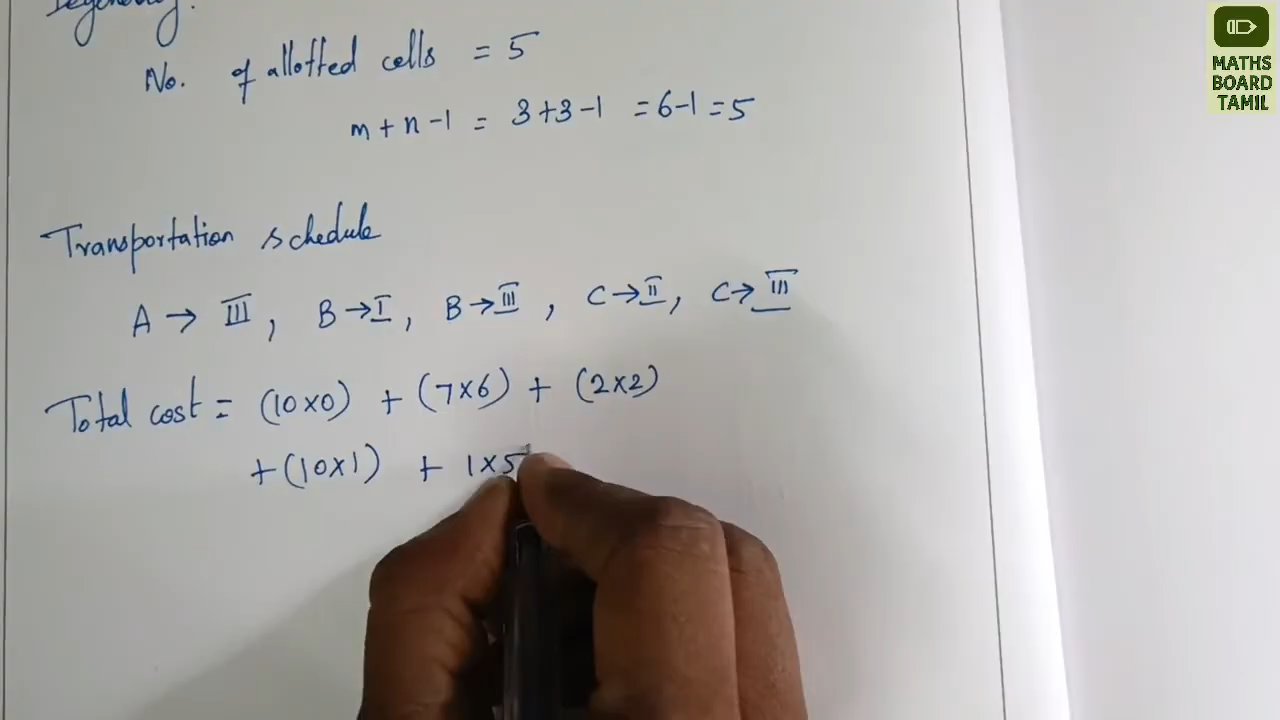 Degeneracy:
No. of allotted cells = 5
m + n - 1 = 3+3-1 = 6-1 = 5
Transportation schedule
A → III, B → I, B → III, C → II, C → III
Total cost = (10×0) + (7×6) + (2×2)
+ (10×1) + 1×5
MATHS
BOARD
TAMIL